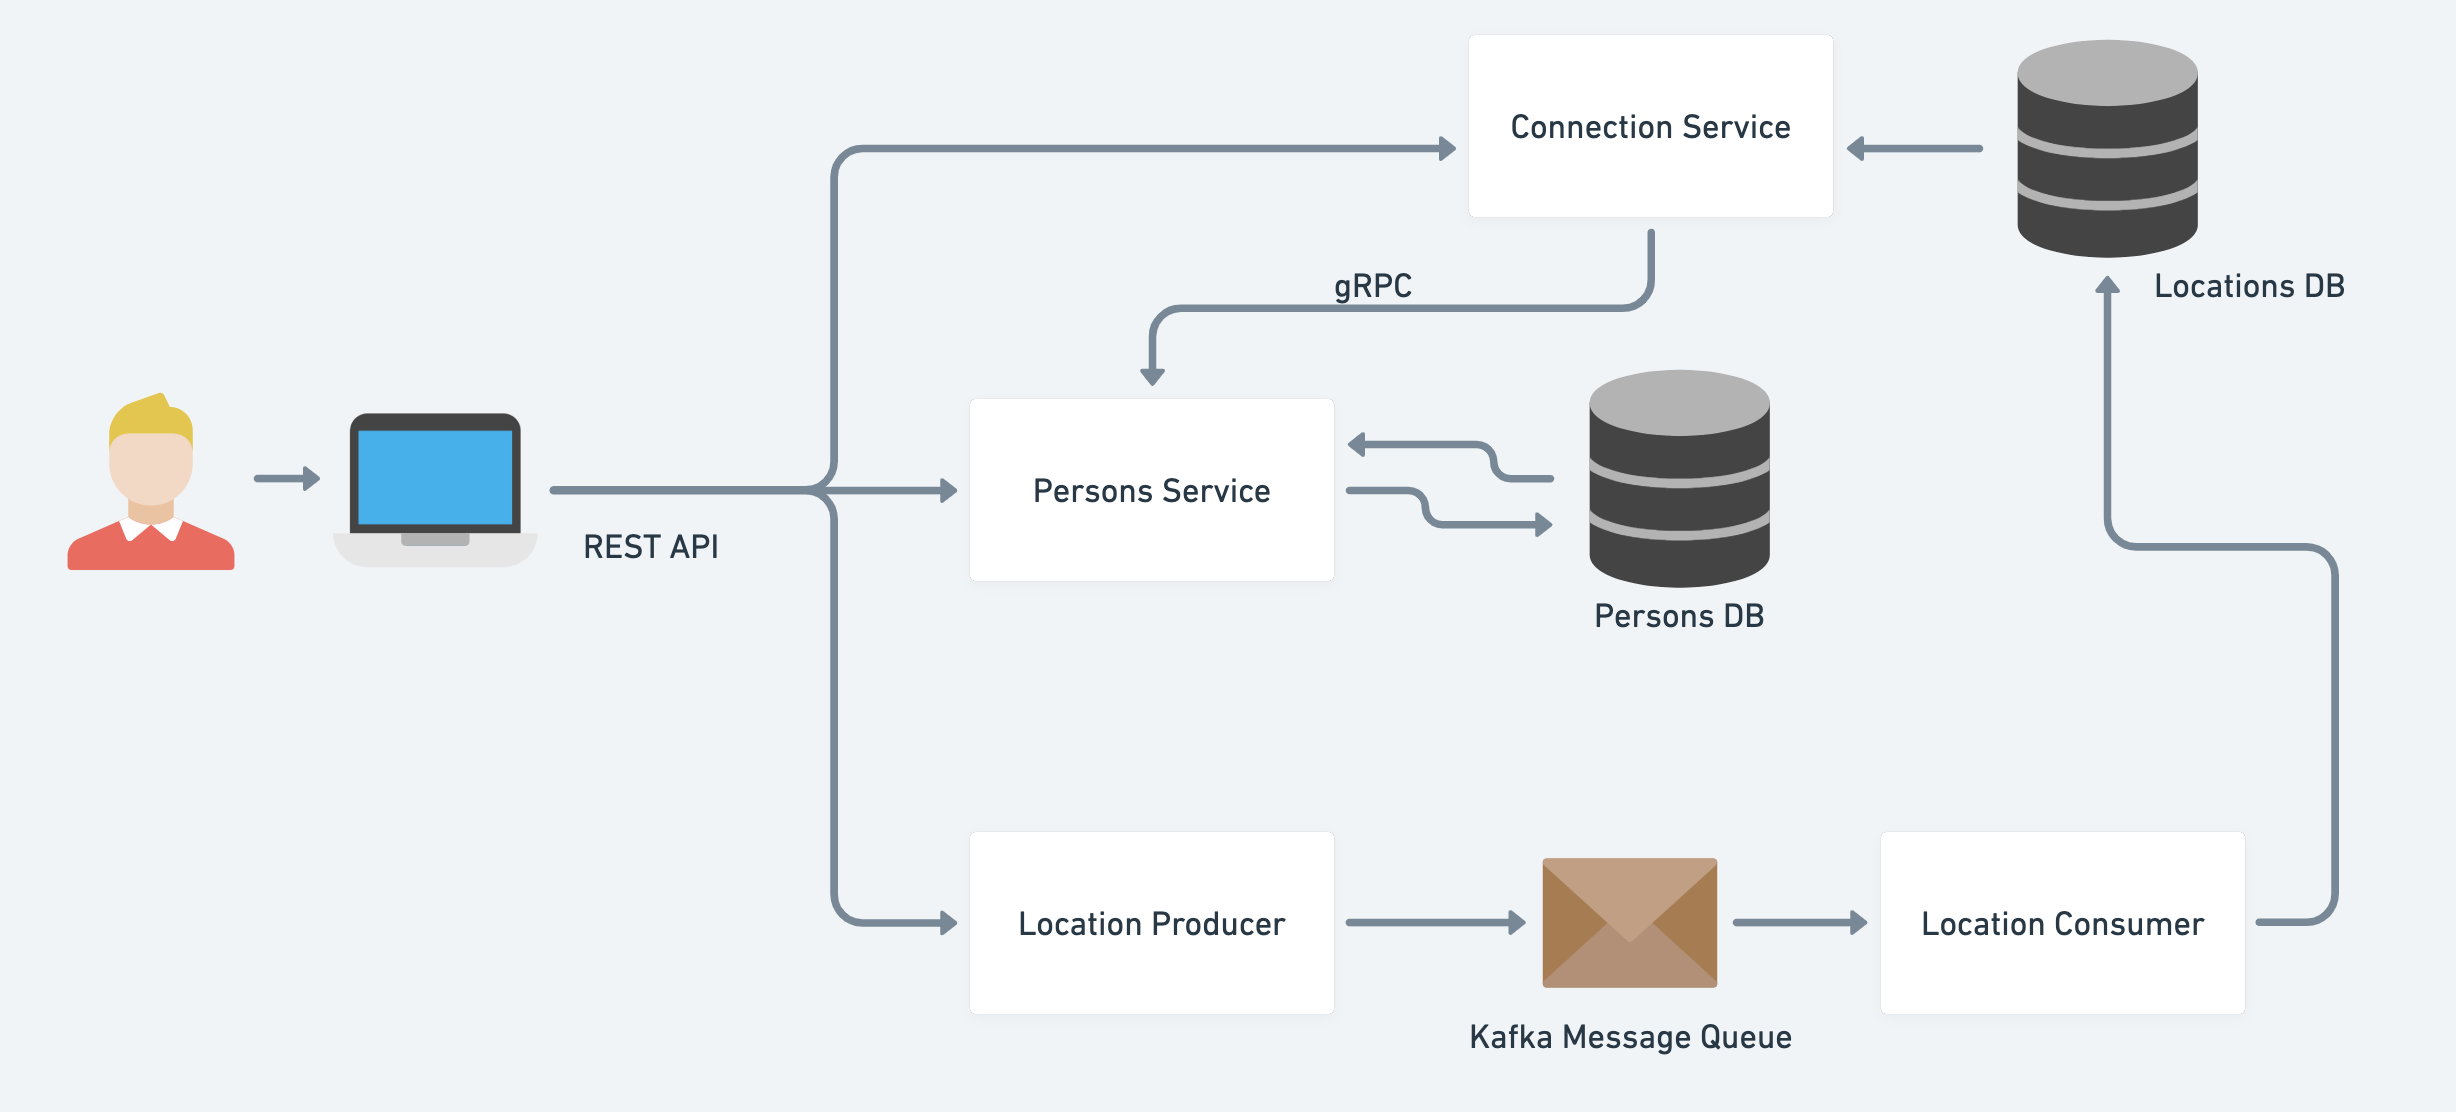 Connection Service
gRPC
Locations DB
Persons Service
REST API
Persons DB
Location Producer
Location Consumer
Kafka Message Queue